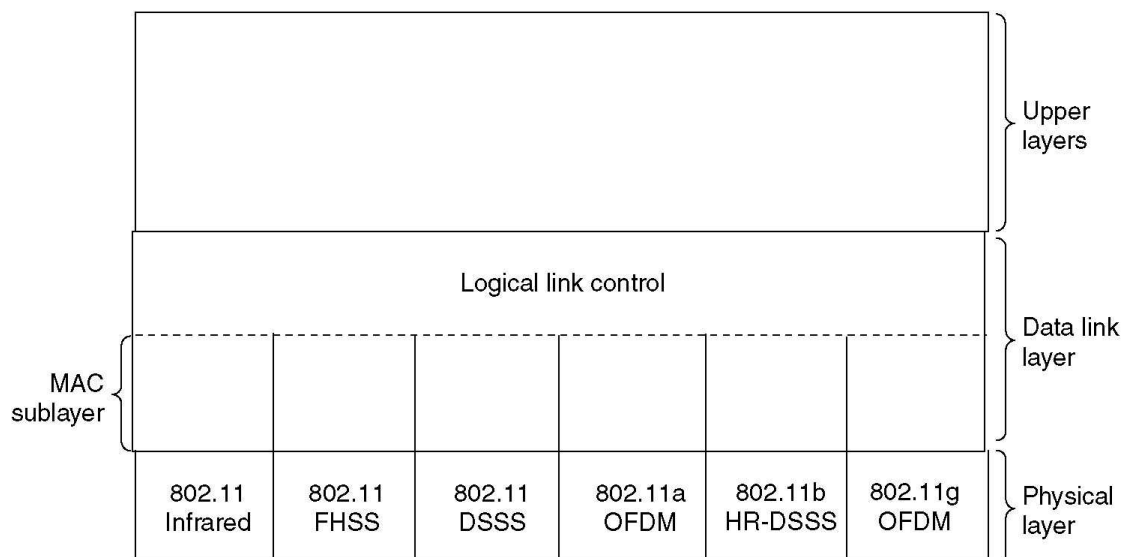 Upper
layers
Logical link control
Data link
layer
MAC
sublayer
802.11
Infrared
802.11
FHSS
802.11
DSSS
802.11a
OFDM
802.11b
HR-DSSS
802.11g
OFDM
Physical
layer